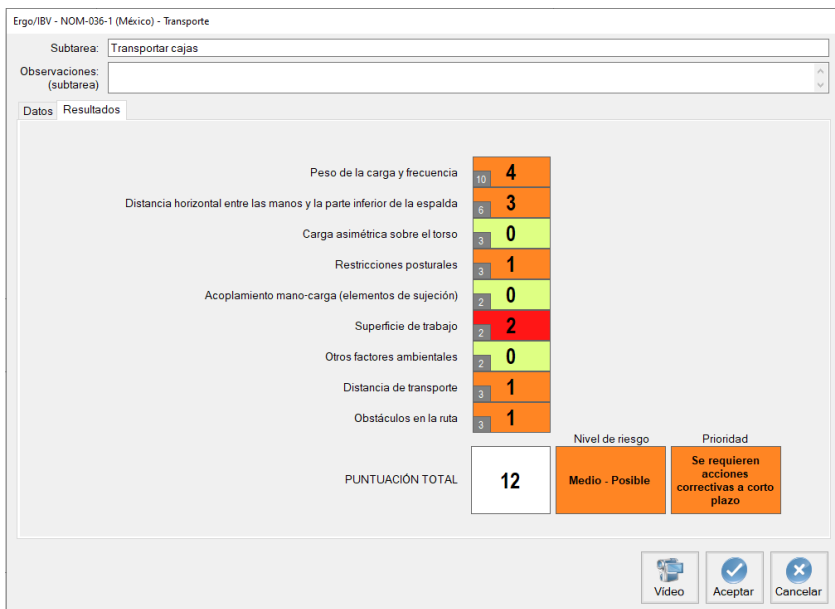 Ergo/IBV - NOM-036-1 (México) - Transporte
Subtarea: Transportar cajas
Observaciones:
(subtarea)
Datos Resultados
Peso de la carga y frecuencia 10 4
Distancia horizontal entre las manos y la parte inferior de la espalda 6 3
Carga asimétrica sobre el torso 3 0
Restricciones posturales 3 1
Acoplamiento mano-carga (elementos de sujeción) 2 0
Superficie de trabajo 2 2
Otros factores ambientales 2 0
Distancia de transporte 3 1
Obstáculos en la ruta 3 1
Nivel de riesgo Prioridad
PUNTUACIÓN TOTAL 12 Medio - Posible
Se requieren
acciones
correctivas a corto
plazo
Vídeo Aceptar Cancelar